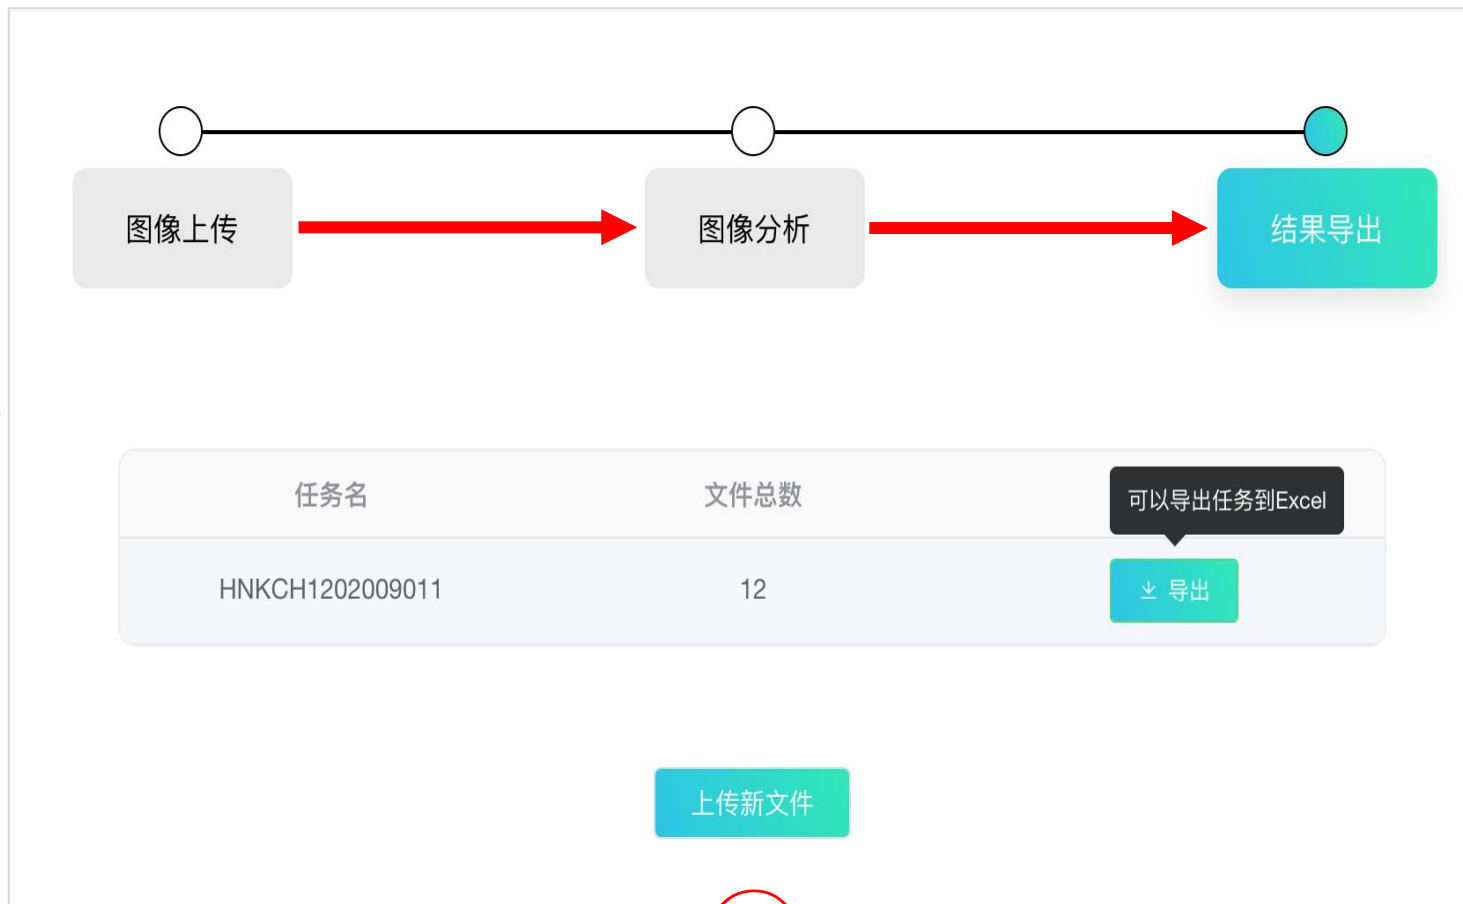 图像上传
图像分析
结果导出
任务名
文件总数
可以导出任务到Excel
HNKCH1202009011
12
导出
上传新文件